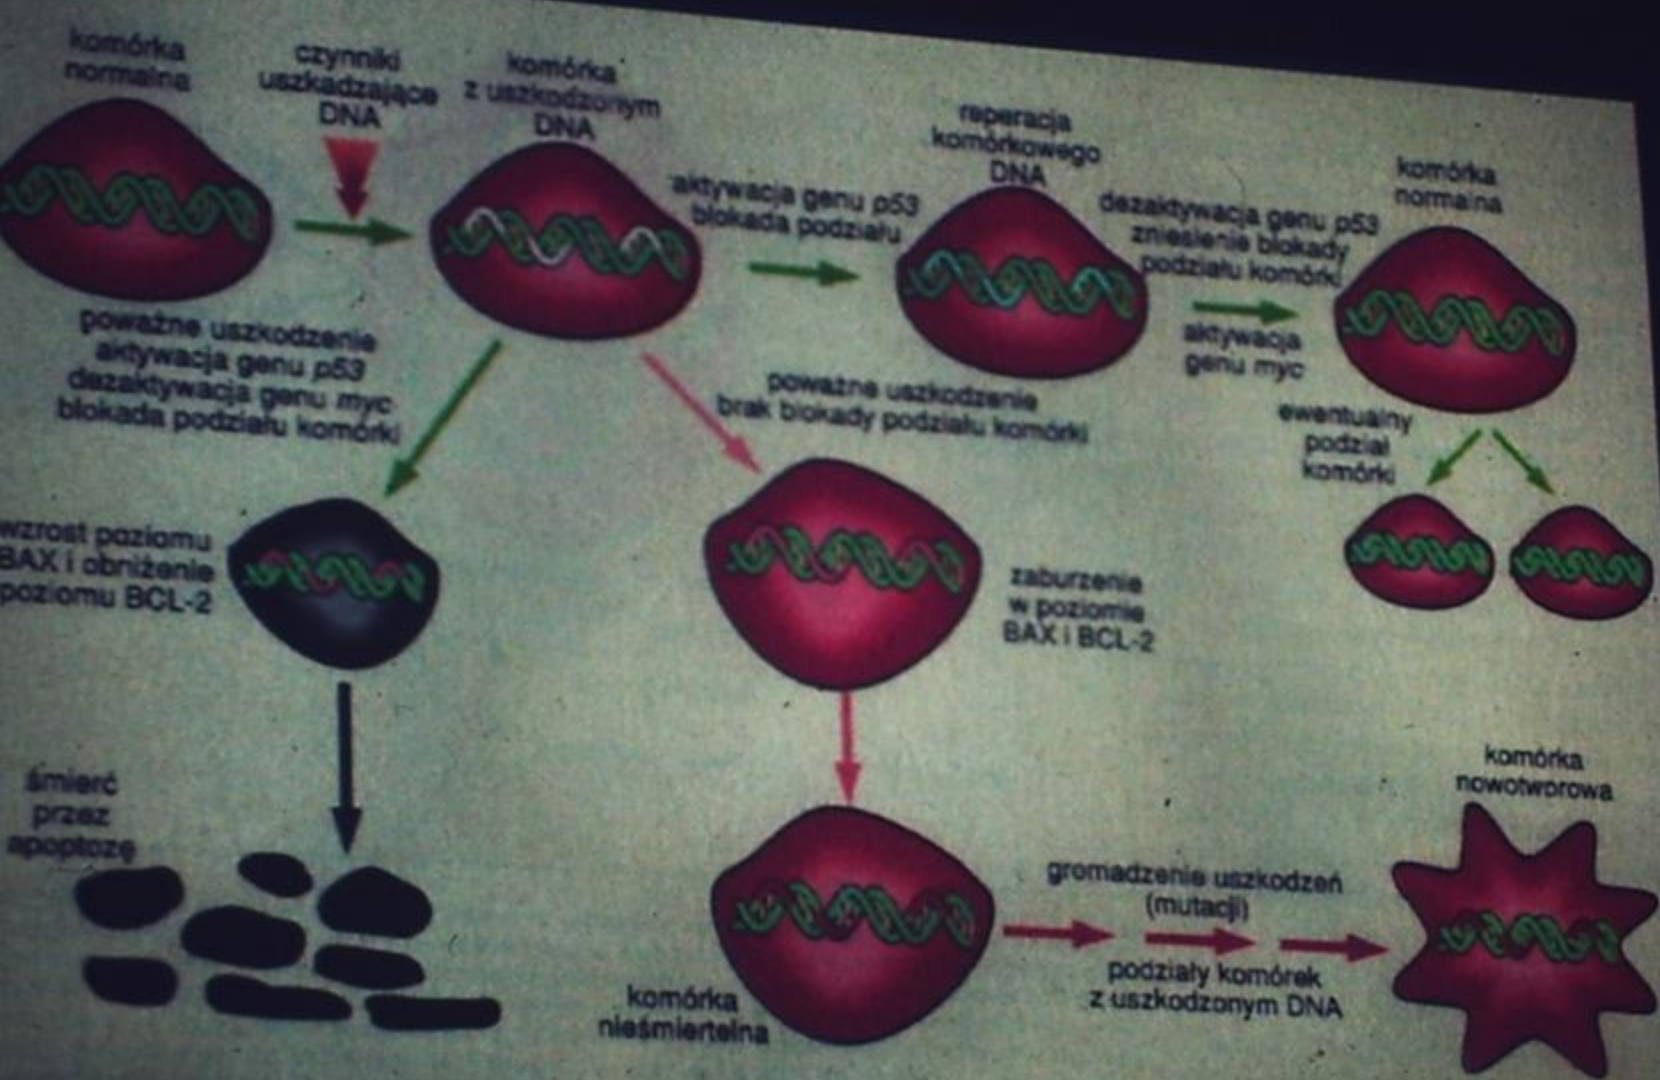 komórka
normalna
czynniki
uszkadzające
DNA
komórka
z uszkodzonym
DNA
aktywacja genu p53
blokada podziału
reperacja
komórkowego
DNA
dezaktywacja genu p53
zniesienie blokady
podziału komórki
aktywacja
genu myc
komórka
normalna
poważne uszkodzenie
aktywacja genu p53
dezaktywacja genu myc
blokada podziału komórki
poważne uszkodzenie
brak blokady podziału komórki
ewentualny
podział
komórki
wzrost poziomu
BAX i obniżenie
poziomu BCL-2
zaburzenie
w poziomie
BAX i BCL-2
śmierć
przez
apoptozę
komórka
nieśmiertelna
gromadzenie uszkodzeń
(mutacji)
podziały komórek
z uszkodzonym DNA
komórka
nowotworowa